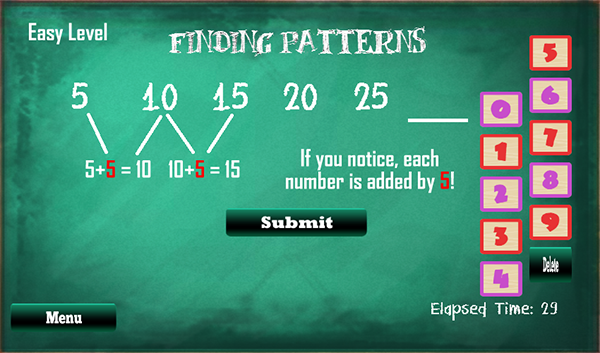 Easy Level
FINDING PATTERNS
5 10 15 20 25
5+5 = 10 10+5 = 15
If you notice, each
number is added by 5!
Submit
0
1
2
3
4
5
6
7
8
9
Delete
Elapsed Time: 29
Menu